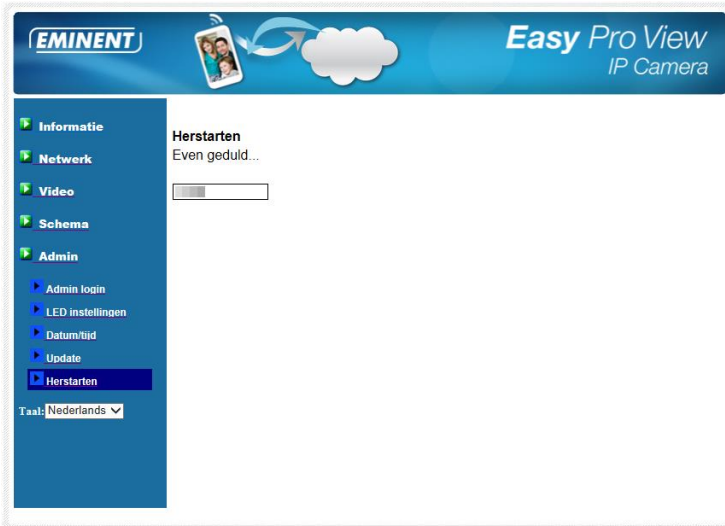 EMINENT
Easy Pro View
IP Camera
Informatie
Netwerk
Video
Schema
Admin
Admin login
LED instellingen
Datum/tijd
Update
Herstarten
Taal: Nederlands
Herstarten
Even geduld...